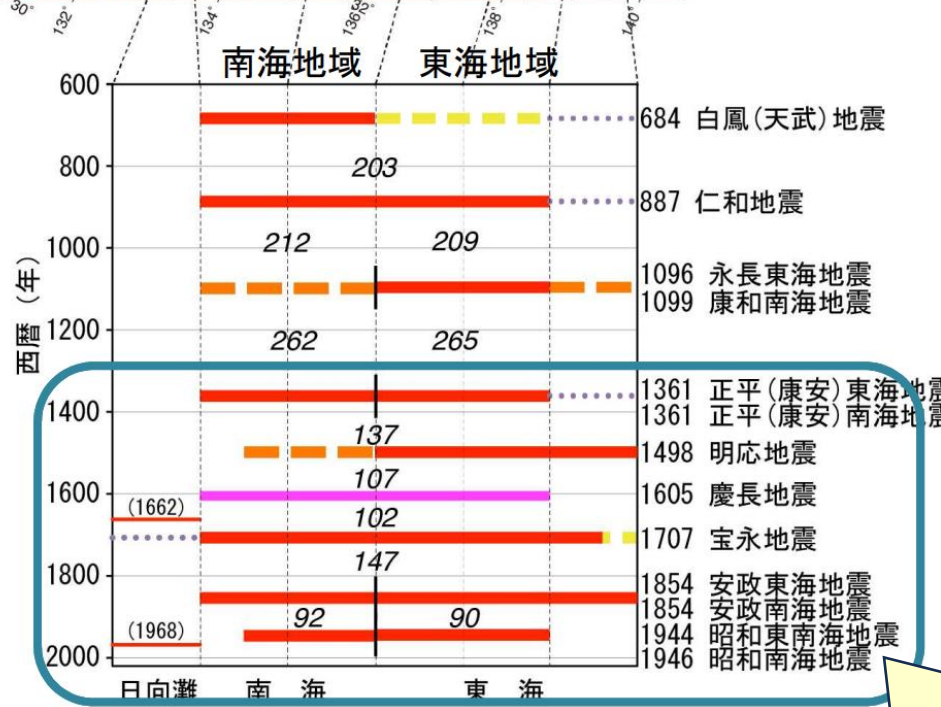 30°
132°
134°
136°
138°
140°
南海地域 東海地域
600
684 白鳳(天武)地震
800
203
887 仁和地震
1000
212 209
1096 永長東海地震
1099 康和南海地震
1200
262 265
西暦(年)
1361 正平(康安)東海地震
1361 正平(康安)南海地震
1400
137
1498 明応地震
107
1600
1605 慶長地震
(1662)
102
1707 宝永地震
147
1800
1854 安政東海地震
1854 安政南海地震
92 90
(1968)
1944 昭和東南海地震
1946 昭和南海地震
2000
日向灘 南 海 東 海